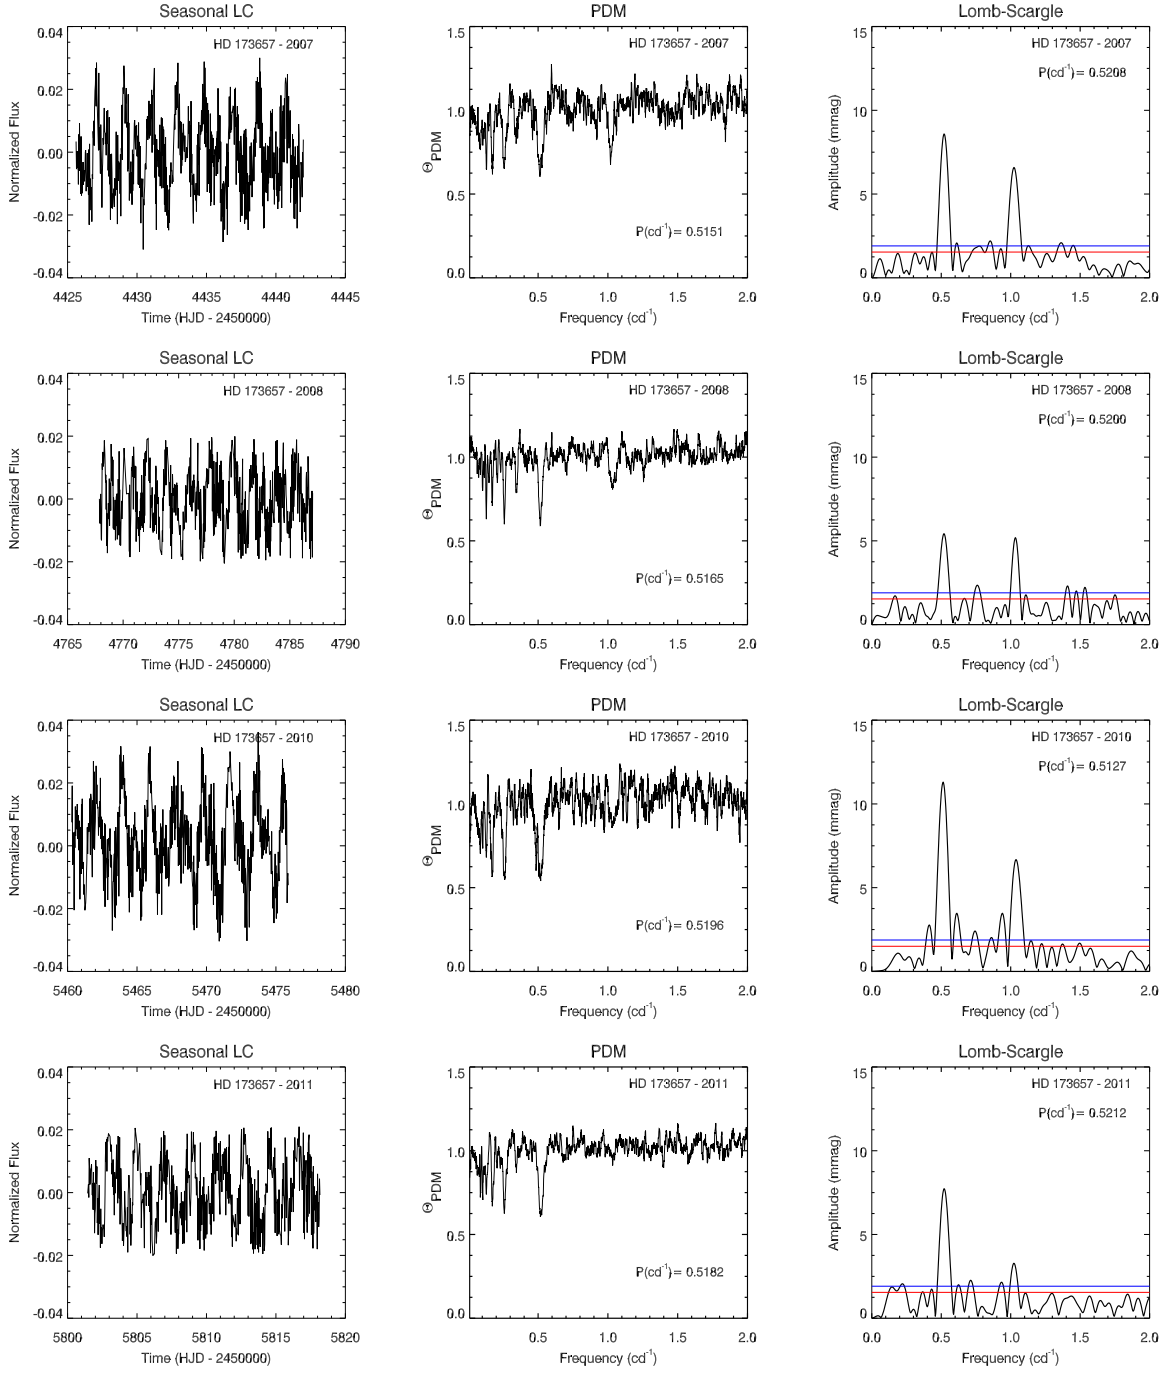 Seasonal LC
PDM
Lomb-Scargle
HD 173657 - 2007
HD 173657 - 2007
HD 173657 - 2007
P(cd⁻¹) = 0.5208
P(cd⁻¹) = 0.5151
Normalized Flux
0.04
0.02
0.00
-0.02
-0.04
Θ PDM
1.5
1.0
0.5
0.0
Amplitude (mmag)
15
10
5
0
4425 4430 4435 4440 4445
0.5 1.0 1.5 2.0
0.0 0.5 1.0 1.5 2.0
Time (HJD - 2450000)
Frequency (cd⁻¹)
Frequency (cd⁻¹)
Seasonal LC
PDM
Lomb-Scargle
HD 173657 - 2008
HD 173657 - 2008
HD 173657 - 2008
P(cd⁻¹) = 0.5200
P(cd⁻¹) = 0.5165
Normalized Flux
0.04
0.02
0.00
-0.02
-0.04
Θ PDM
1.5
1.0
0.5
0.0
Amplitude (mmag)
15
10
5
0
4765 4770 4775 4780 4785 4790
0.5 1.0 1.5 2.0
0.0 0.5 1.0 1.5 2.0
Time (HJD - 2450000)
Frequency (cd⁻¹)
Frequency (cd⁻¹)
Seasonal LC
PDM
Lomb-Scargle
HD 173657 - 2010
HD 173657 - 2010
HD 173657 - 2010
P(cd⁻¹) = 0.5127
P(cd⁻¹) = 0.5196
Normalized Flux
0.04
0.02
0.00
-0.02
-0.04
Θ PDM
1.5
1.0
0.5
0.0
Amplitude (mmag)
15
10
5
0
5460 5465 5470 5475 5480
0.5 1.0 1.5 2.0
0.0 0.5 1.0 1.5 2.0
Time (HJD - 2450000)
Frequency (cd⁻¹)
Frequency (cd⁻¹)
Seasonal LC
PDM
Lomb-Scargle
HD 173657 - 2011
HD 173657 - 2011
HD 173657 - 2011
P(cd⁻¹) = 0.5212
P(cd⁻¹) = 0.5182
Normalized Flux
0.04
0.02
0.00
-0.02
-0.04
Θ PDM
1.5
1.0
0.5
0.0
Amplitude (mmag)
15
10
5
0
5800 5805 5810 5815 5820
0.5 1.0 1.5 2.0
0.0 0.5 1.0 1.5 2.0
Time (HJD - 2450000)
Frequency (cd⁻¹)
Frequency (cd⁻¹)